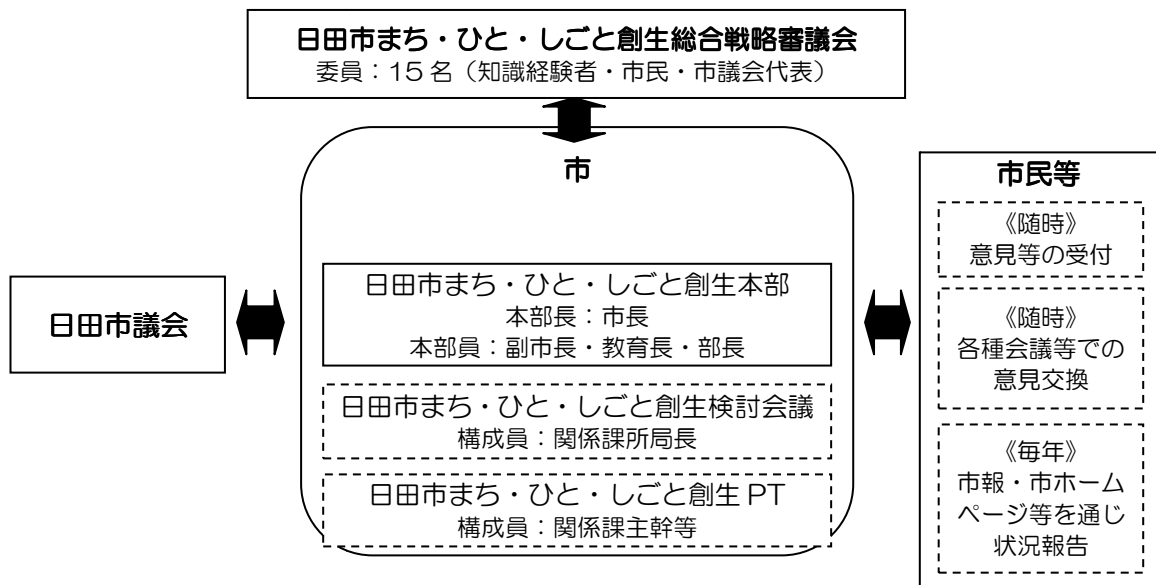 日田市まち・ひと・しごと創生総合戦略審議会
委員：15名（知識経験者・市民・市議会代表）
市
日田市議会
日田市まち・ひと・しごと創生本部
本部長：市長
本部員：副市長・教育長・部長
日田市まち・ひと・しごと創生検討会議
構成員：関係課所局長
日田市まち・ひと・しごと創生PT
構成員：関係課主幹等
市民等
《随時》
意見等の受付
《随時》
各種会議等での
意見交換
《毎年》
市報・市ホーム
ページ等を通じ
状況報告